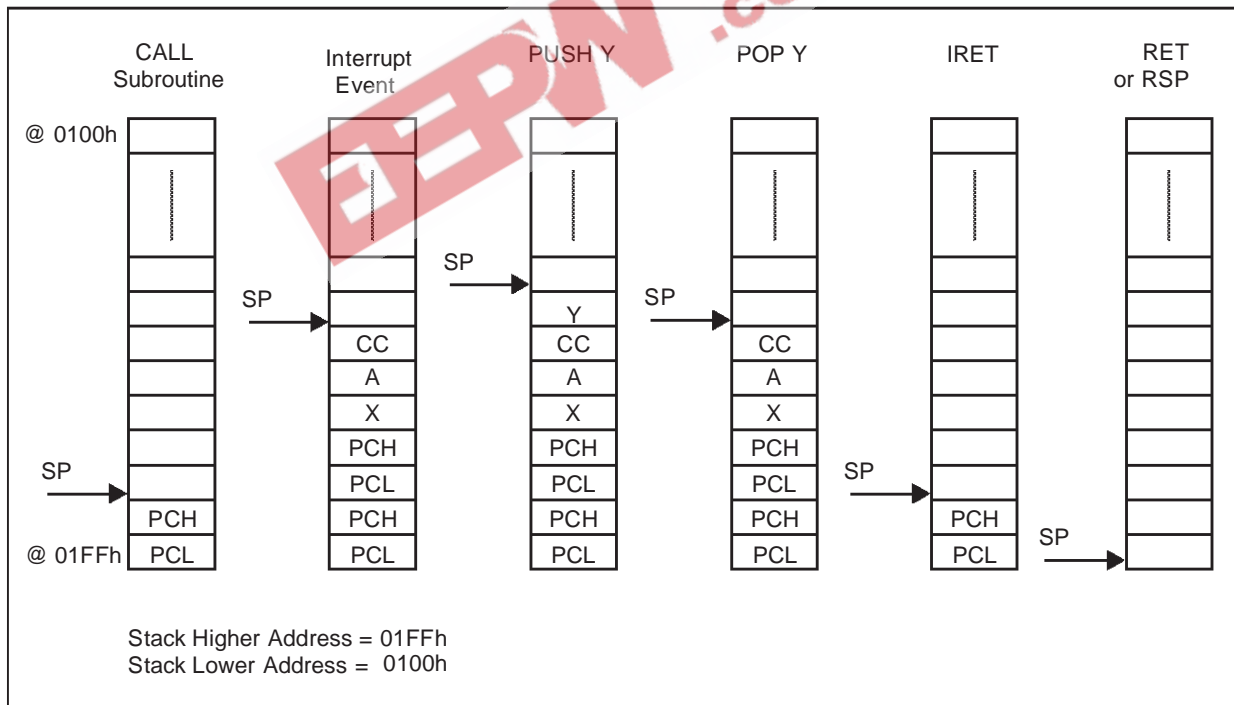 CALL
Subroutine
Interrupt
Event
PUSH Y
POP Y
IRET
RET
or RSP
EEPW .co
@ 0100h
SP
SP
SP
Y
CC
CC
CC
A
A
A
X
X
X
PCH
PCH
PCH
SP
SP
PCL
PCL
PCL
PCH
PCH
PCH
PCH
PCH
SP
@ 01FFh
PCL
PCL
PCL
PCL
PCL
Stack Higher Address = 01FFh
Stack Lower Address = 0100h